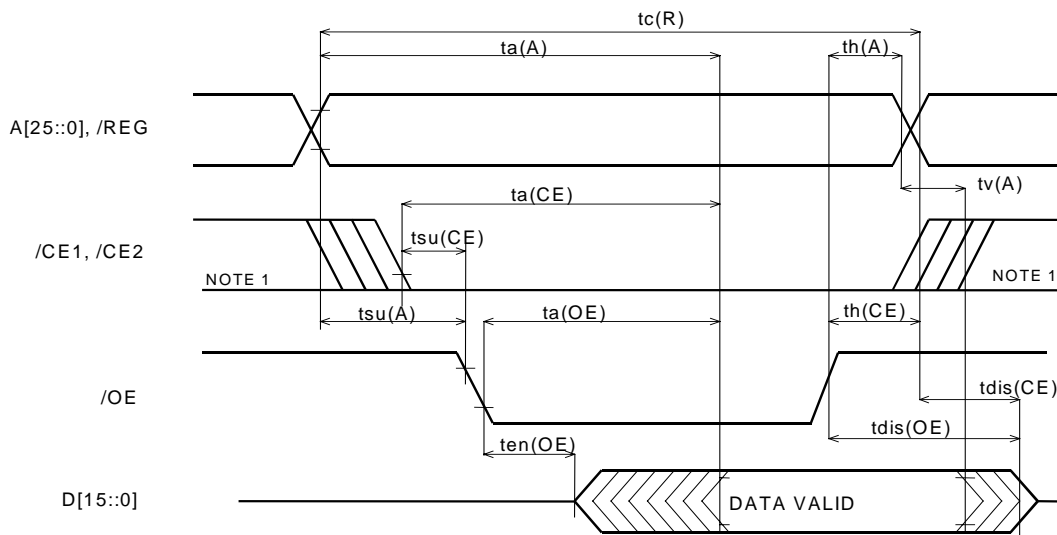 tc(R)
ta(A)
th(A)
A[25::0], /REG
tv(A)
ta(CE)
tsu(CE)
/CE1, /CE2
NOTE 1
NOTE 1
tsu(A)
ta(OE)
th(CE)
/OE
tdis(CE)
tdis(OE)
ten(OE)
D[15::0]
DATA VALID